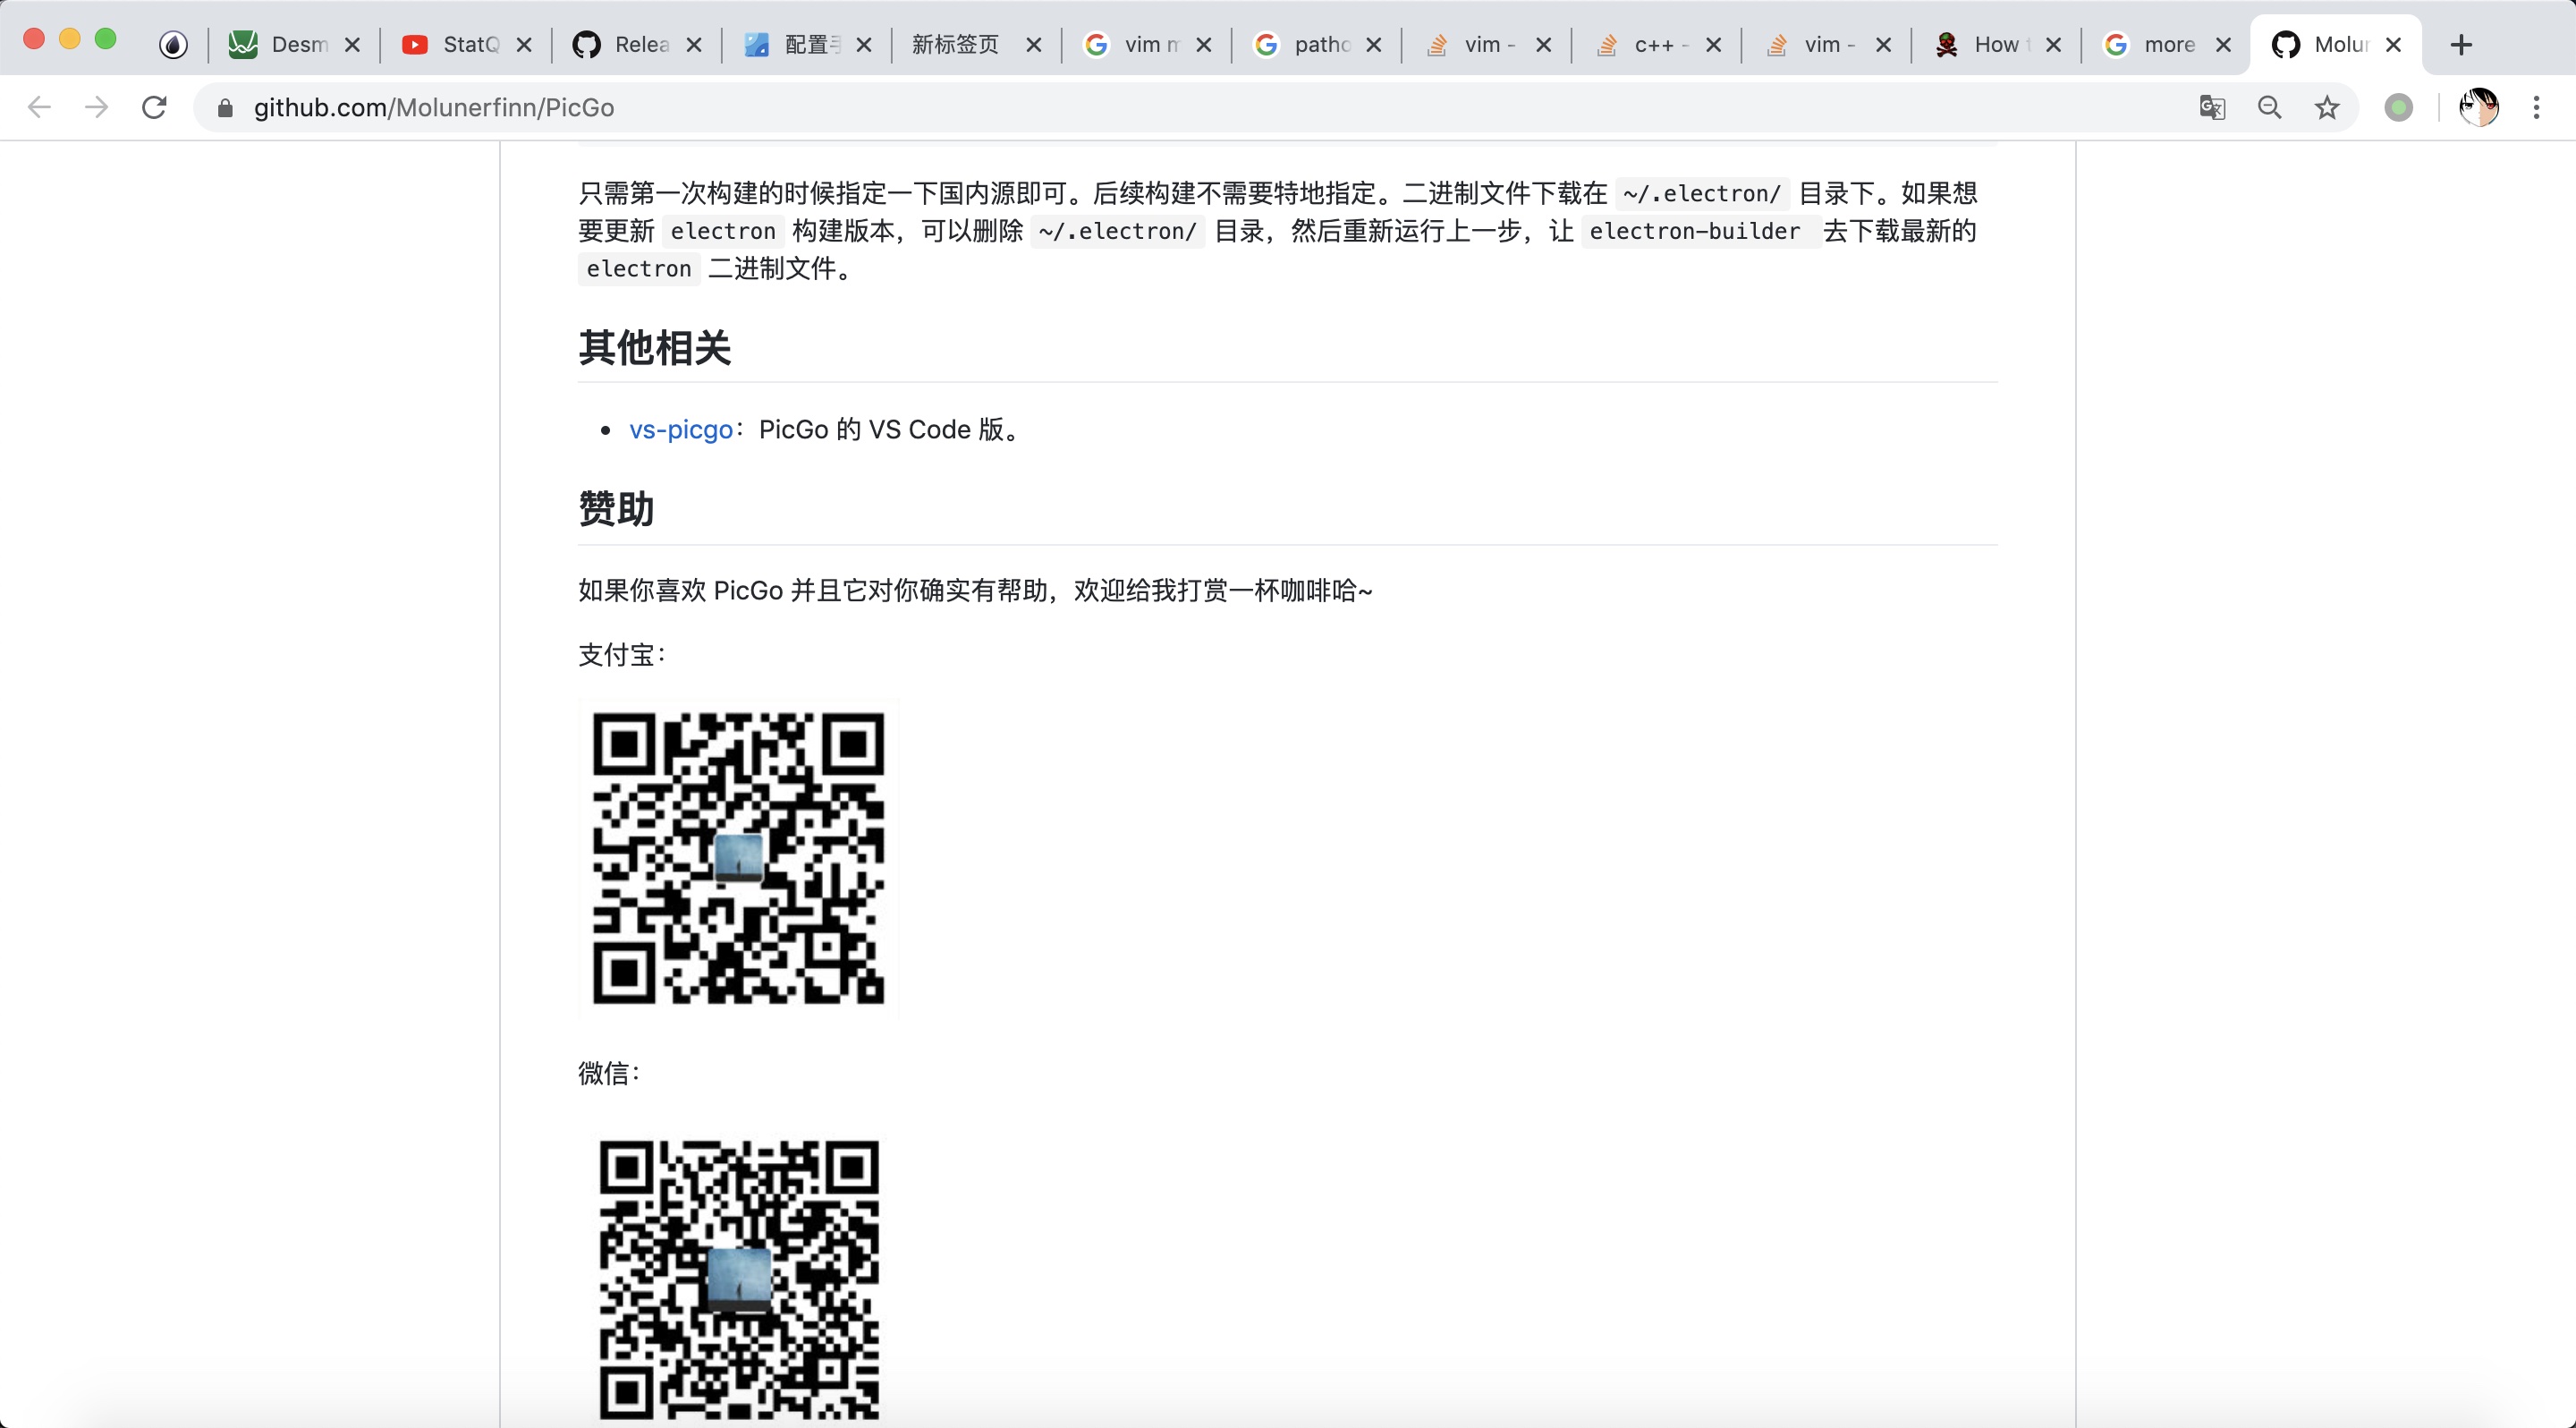 Desm
StatQ
Relea
配置手
新标签页
vim m
patho
vim -
c++ -
vim -
How t
more
Molur
github.com/Molunerfinn/PicGo
只需第一次构建的时候指定一下国内源即可。后续构建不需要特地指定。二进制文件下载在 ~/.electron/ 目录下。如果想
要更新 electron 构建版本，可以删除 ~/.electron/ 目录，然后重新运行上一步，让 electron-builder 去下载最新的
electron 二进制文件。
其他相关
• vs-picgo：PicGo 的 VS Code 版。
赞助
如果你喜欢 PicGo 并且它对你确实有帮助，欢迎给我打赏一杯咖啡哈~
支付宝：
微信：